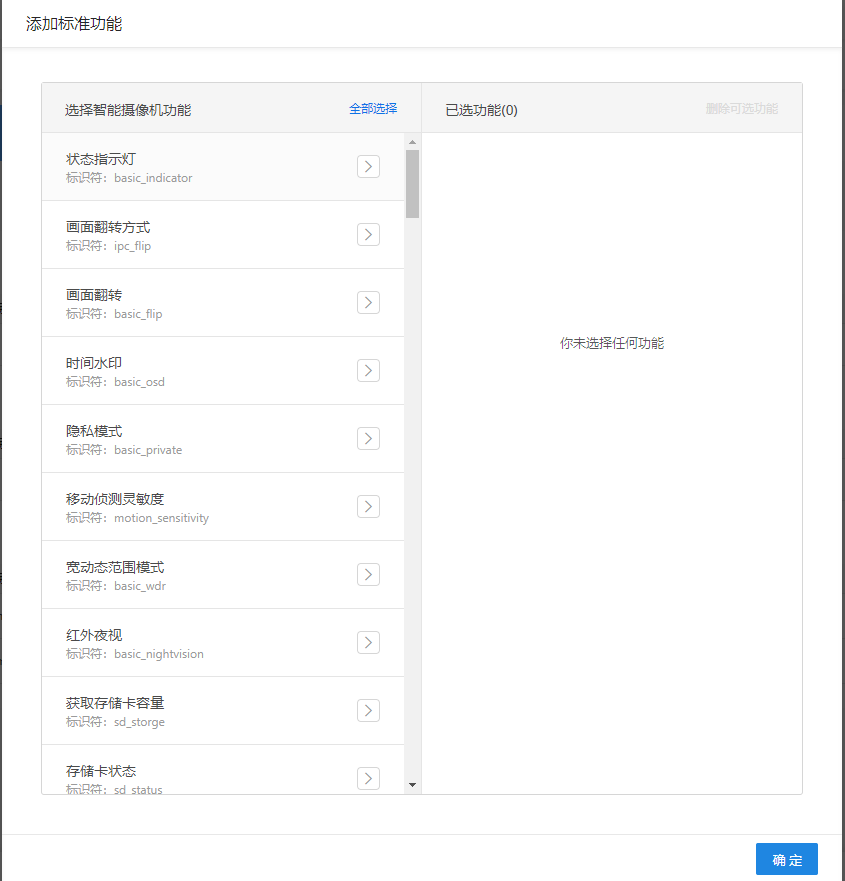 添加标准功能
选择智能摄像机功能
全部选择
已选功能(0)
删除可选功能
状态指示灯
标识符：basic_indicator
画面翻转方式
标识符：ipc_flip
画面翻转
标识符：basic_flip
时间水印
标识符：basic_osd
隐私模式
标识符：basic_private
移动侦测灵敏度
标识符：motion_sensitivity
宽动态范围模式
标识符：basic_wdr
红外夜视
标识符：basic_nightvision
获取存储卡容量
标识符：sd_storge
存储卡状态
标识符：sd_status
你未选择任何功能
确定